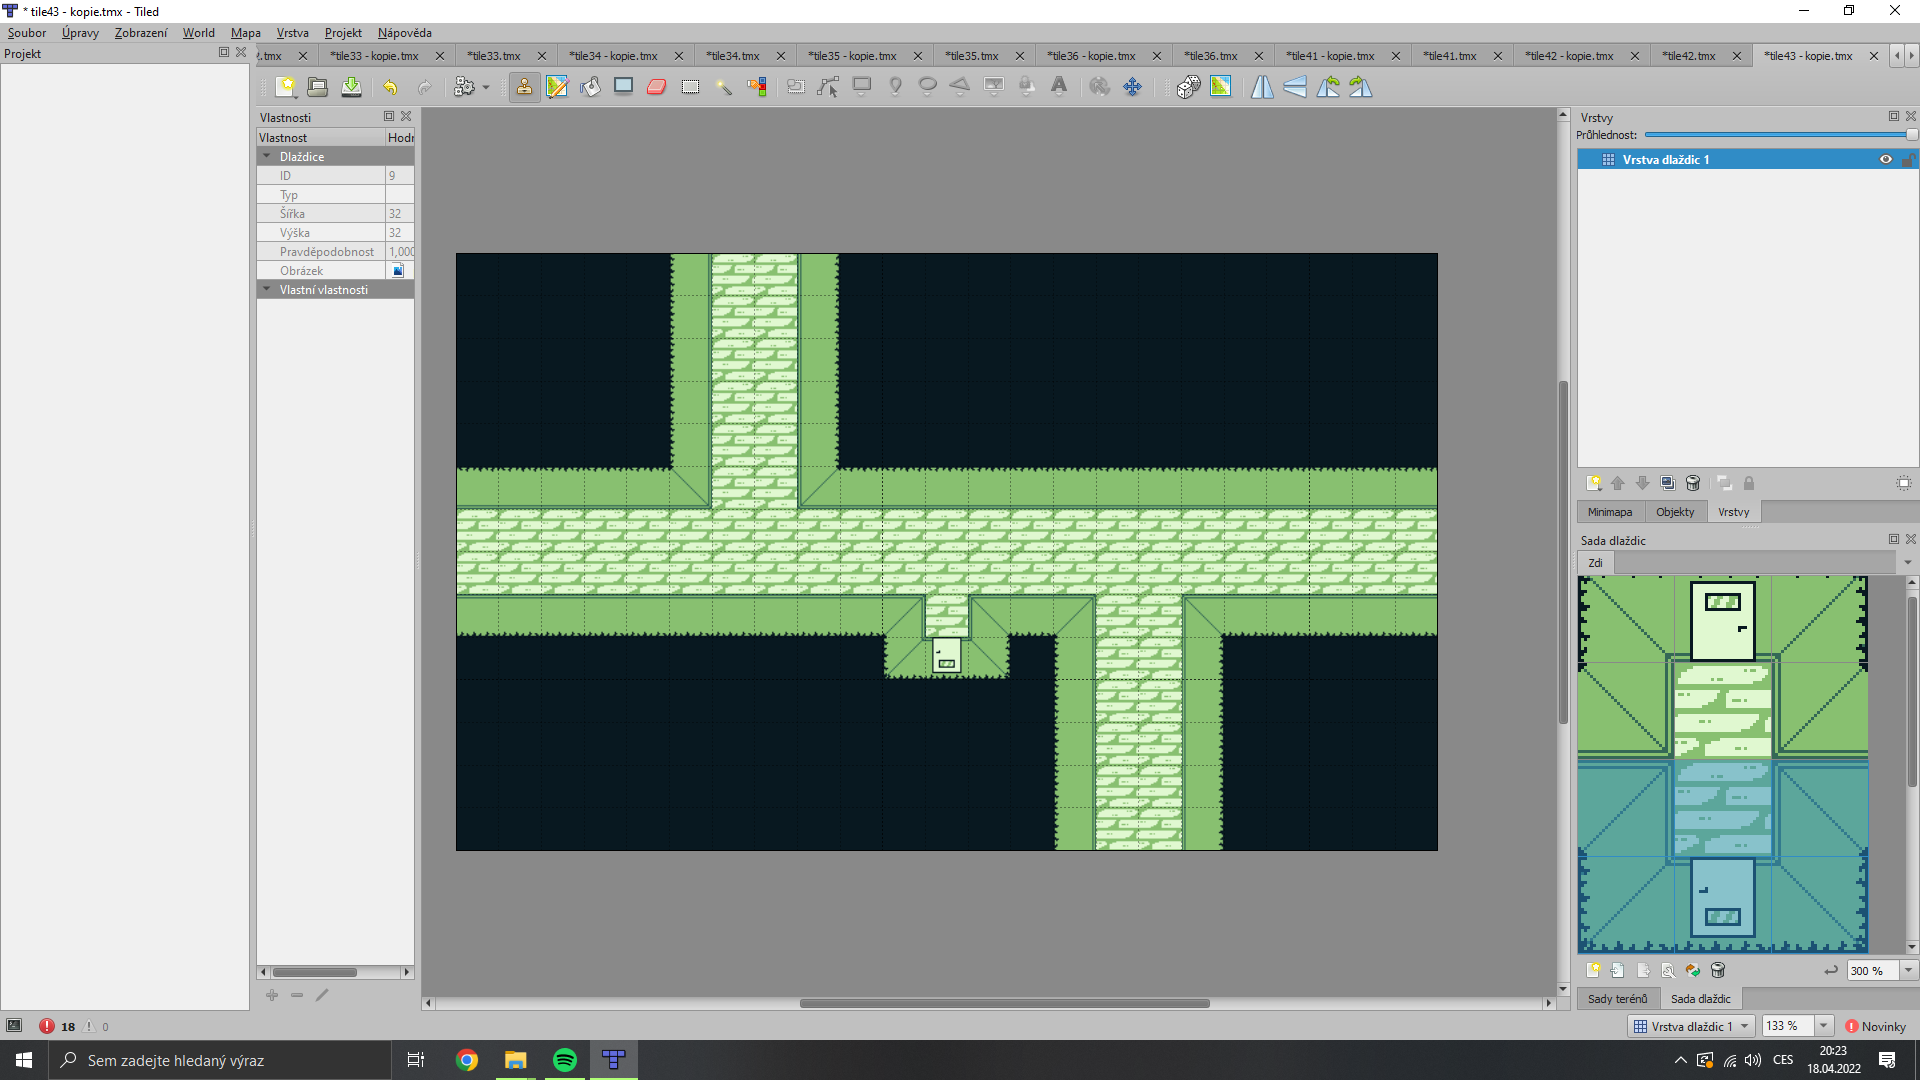 * tile43 - kopie.tmx - Tiled
Soubor Úpravy Zobrazení World Mapa Vrstva Projekt Nápověda
Projekt
.tmx *tile33 - kopie.tmx *tile33.tmx *tile34 - kopie.tmx *tile34.tmx *tile35 - kopie.tmx *tile35.tmx *tile36 - kopie.tmx *tile36.tmx *tile41 - kopie.tmx *tile41.tmx *tile42 - kopie.tmx *tile42.tmx *tile43 - kopie.tmx
Vlastnosti
Vlastnost Hodn
Dlaždice
ID 9
Typ
Šířka 32
Výška 32
Pravděpodobnost 1,000
Obrázek
Vlastní vlastnosti
Vrstvy
Průhlednost:
Vrstva dlaždic 1
Minimapa Objekty Vrstvy
Sada dlaždic
Zdi
300 %
Sady terénů Sada dlaždic
18 0
Vrstva dlaždic 1 133 % Novinky
Sem zadejte hledaný výraz
CES
20:23
18.04.2022